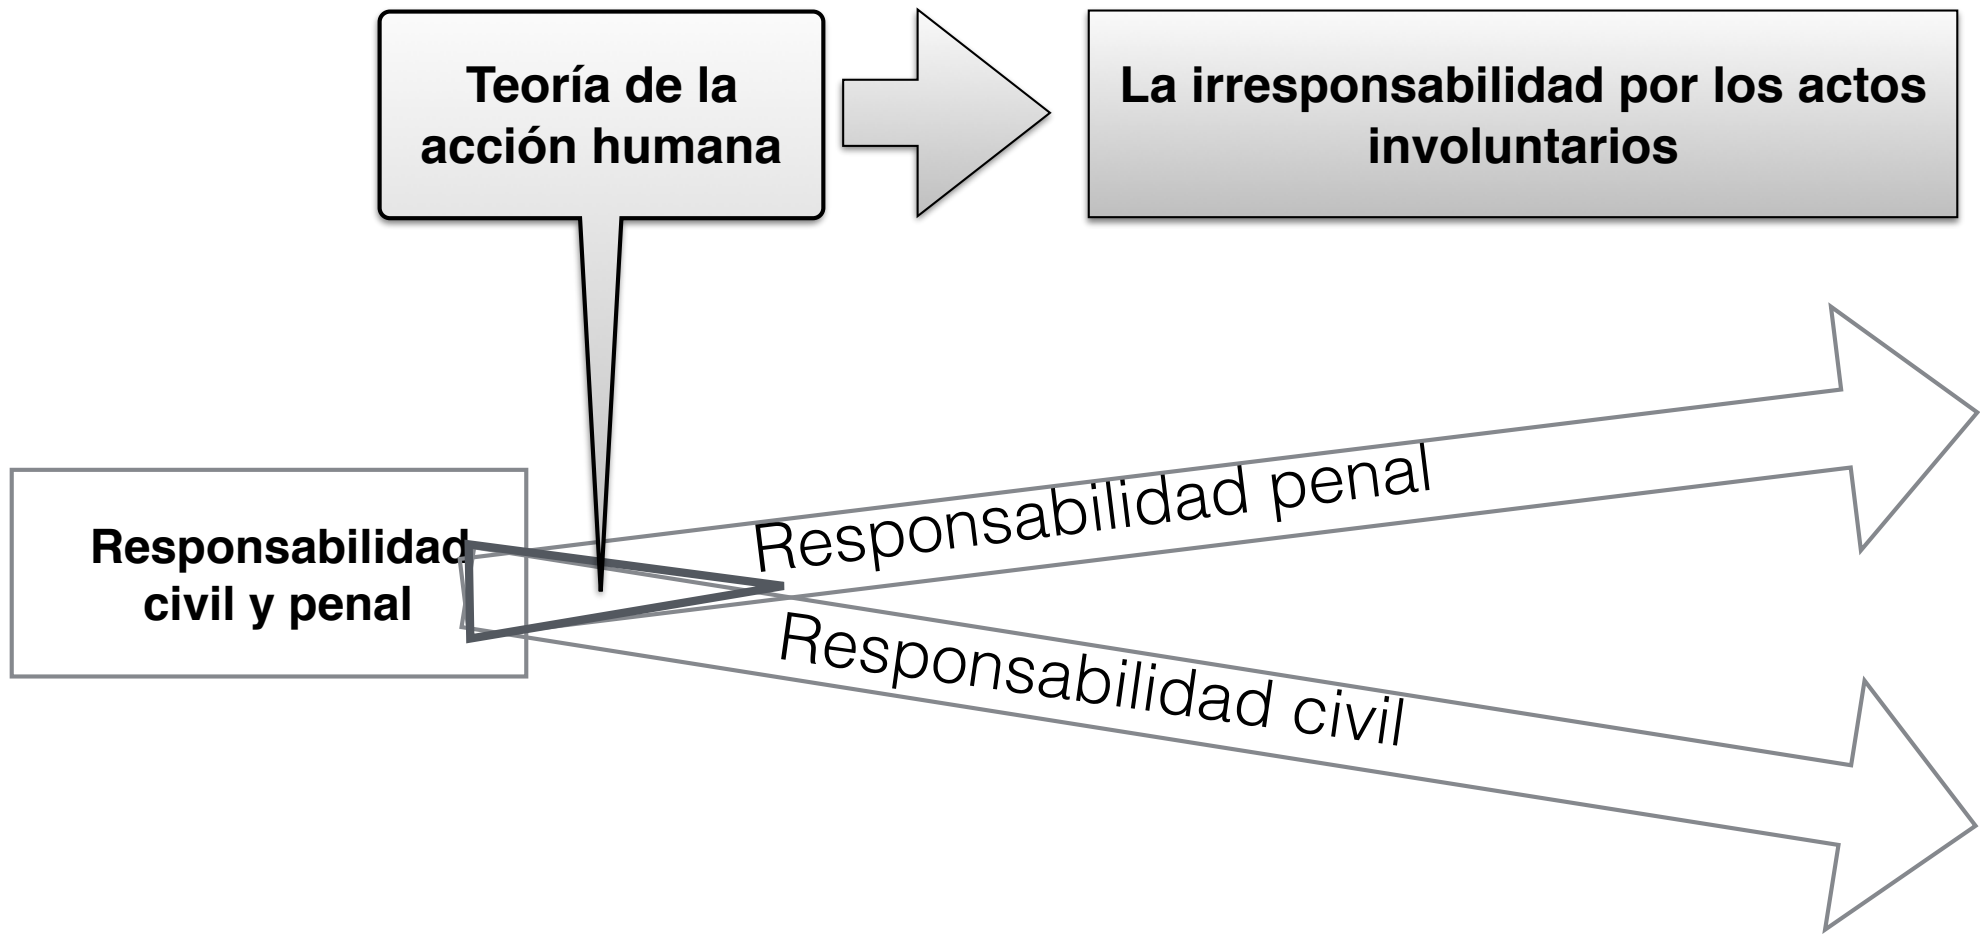 Teoría de la
acción humana
La irresponsabilidad por los actos
involuntarios
Responsabilidad
civil y penal
Responsabilidad penal
Responsabilidad civil